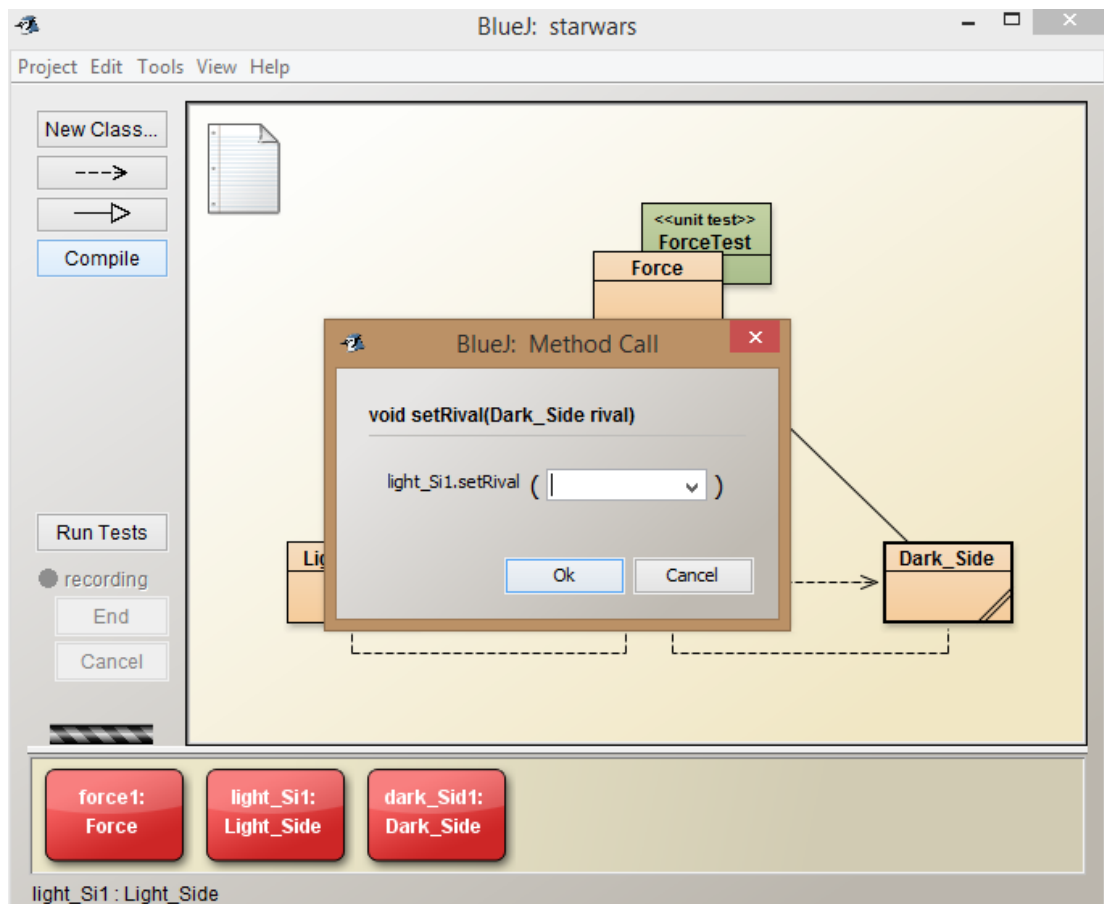 BlueJ: starwars
Project Edit Tools View Help
New Class...
Compile
<<unit test>>
ForceTest
Force
BlueJ: Method Call
void setRival(Dark_Side rival)
light_Si1.setRival ( )
Ok Cancel
Run Tests
recording
End
Cancel
Lig
Dark_Side
force1:
Force
light_Si1:
Light_Side
dark_Sid1:
Dark_Side
light_Si1 : Light_Side